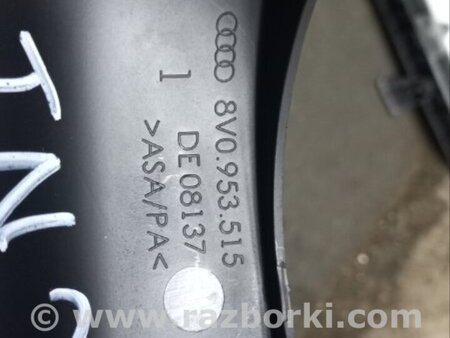 8V0.953.515
1
DE 08137
>ASA/PA<
© www.razborki.com